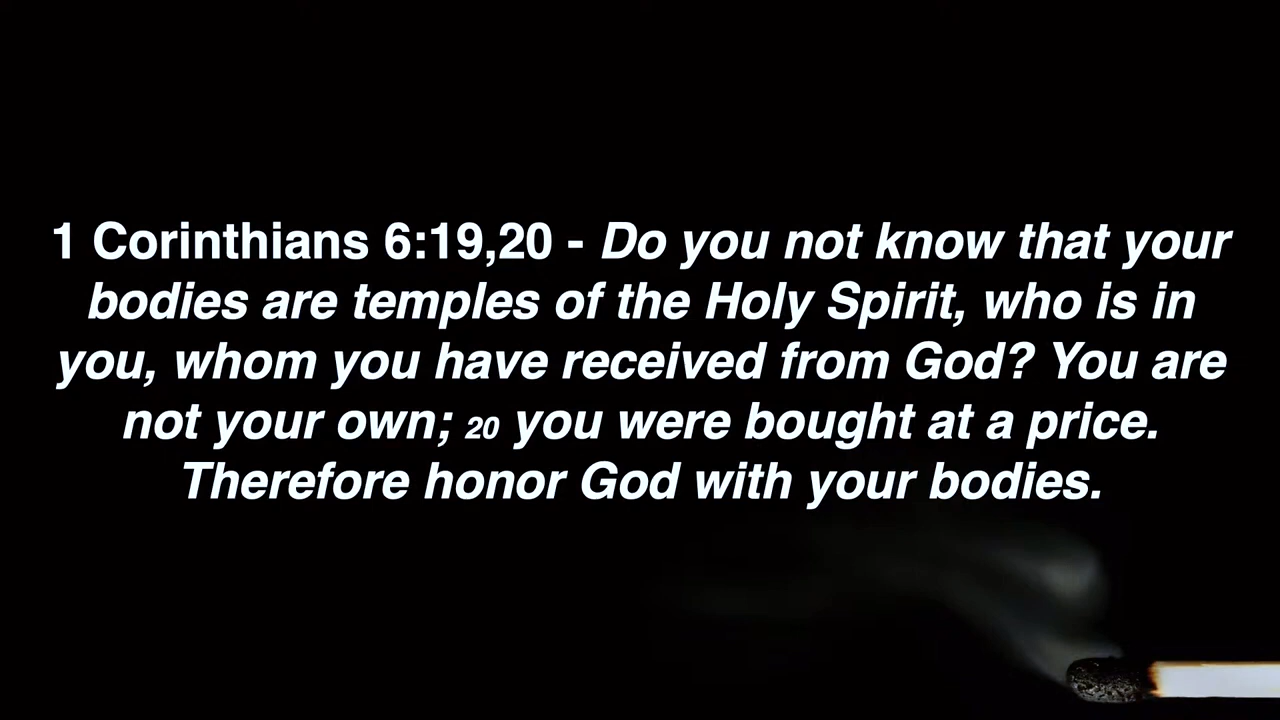 1 Corinthians 6:19,20 - Do you not know that your
bodies are temples of the Holy Spirit, who is in
you, whom you have received from God? You are
not your own; 20 you were bought at a price.
Therefore honor God with your bodies.